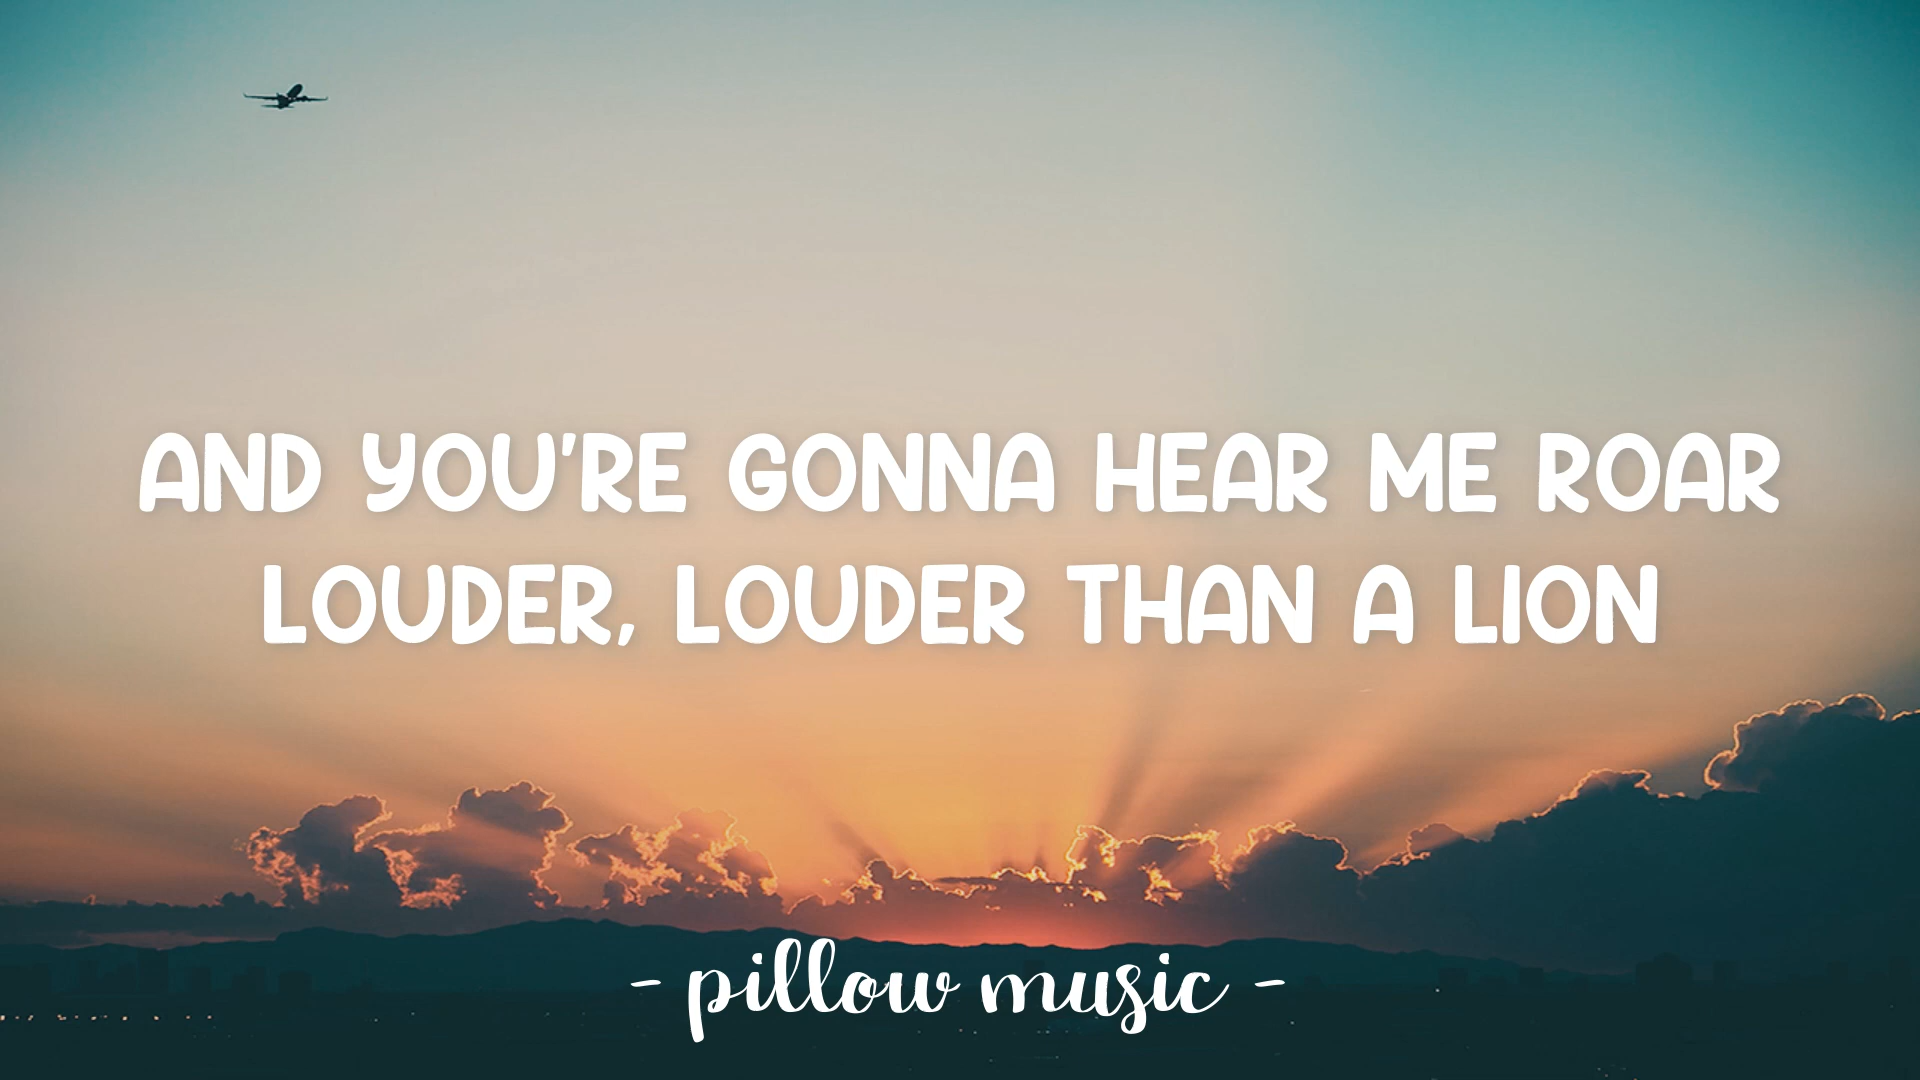 AND YOU'RE GONNA HEAR ME ROAR
LOUDER, LOUDER THAN A LION
- pillow music -